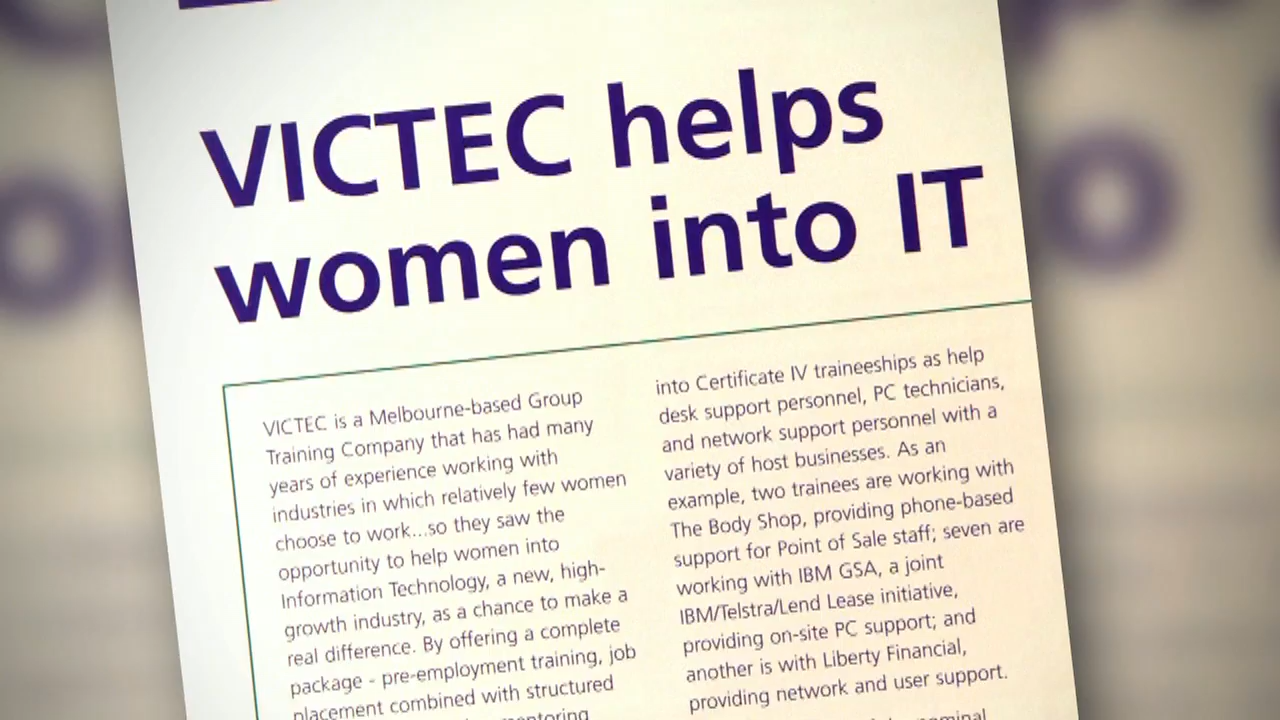 VICTEC helps
women into IT
VICTEC is a Melbourne-based Group
Training Company that has had many
years of experience working with
industries in which relatively few women
choose to work...so they saw the
opportunity to help women into
Information Technology, a new, high-
growth industry, as a chance to make a
real difference. By offering a complete
package - pre-employment training, job
placement combined with structured
mentoring
into Certificate IV traineeships as help
desk support personnel, PC technicians,
and network support personnel with a
variety of host businesses. As an
example, two trainees are working with
The Body Shop, providing phone-based
support for Point of Sale staff; seven are
working with IBM GSA, a joint
IBM/Telstra/Lend Lease initiative,
providing on-site PC support; and
another is with Liberty Financial,
providing network and user support.
nominal